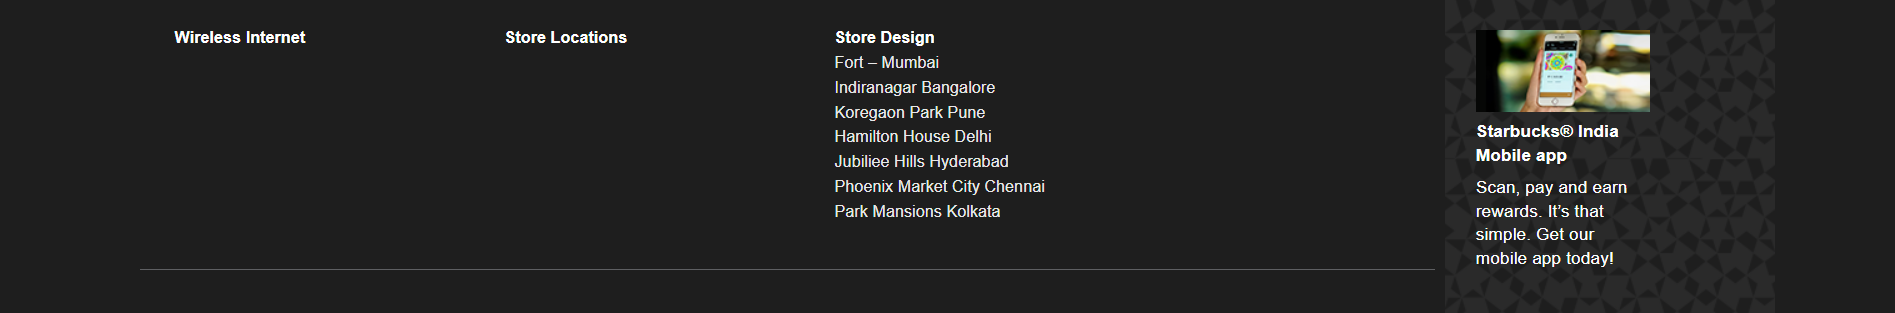 Wireless Internet
Store Locations
Store Design
Fort – Mumbai
Indiranagar Bangalore
Koregaon Park Pune
Hamilton House Delhi
Jubiliee Hills Hyderabad
Phoenix Market City Chennai
Park Mansions Kolkata
Starbucks® India
Mobile app
Scan, pay and earn
rewards. It’s that
simple. Get our
mobile app today!